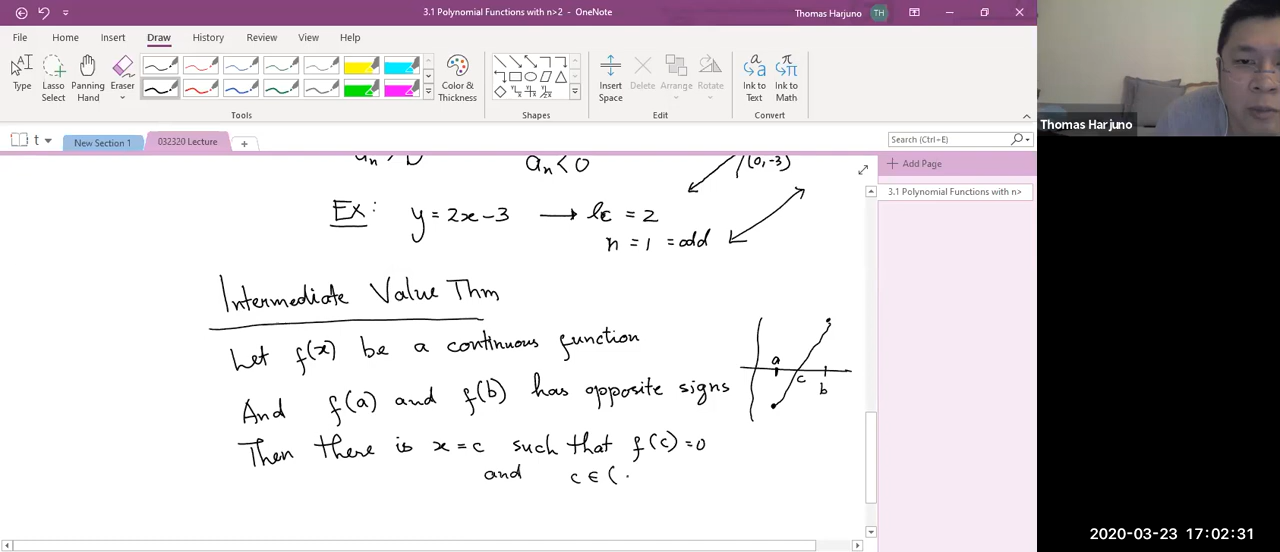 3.1 Polynomial Functions with n>2 - OneNote
Thomas Harjuno TH
File Home Insert Draw History Review View Help
Type
Lasso Select
Panning Hand
Eraser
Color & Thickness
Insert Space
Delete
Arrange
Rotate
Ink to Text
Ink to Math
Tools
Shapes
Edit
Convert
Thomas Harjuno
t
New Section 1
032320 Lecture
Search (Ctrl+E)
Add Page
3.1 Polynomial Functions with n>
an <0
(0,-3)
Ex: y = 2x-3 → lc = 2
n = 1 = odd
Intermediate Value Thm
Let f(x) be a continuous function
And f(a) and f(b) has opposite signs
Then there is x = c such that f(c) = 0
and c ∈ (
a
c
b
2020-03-23 17:02:31